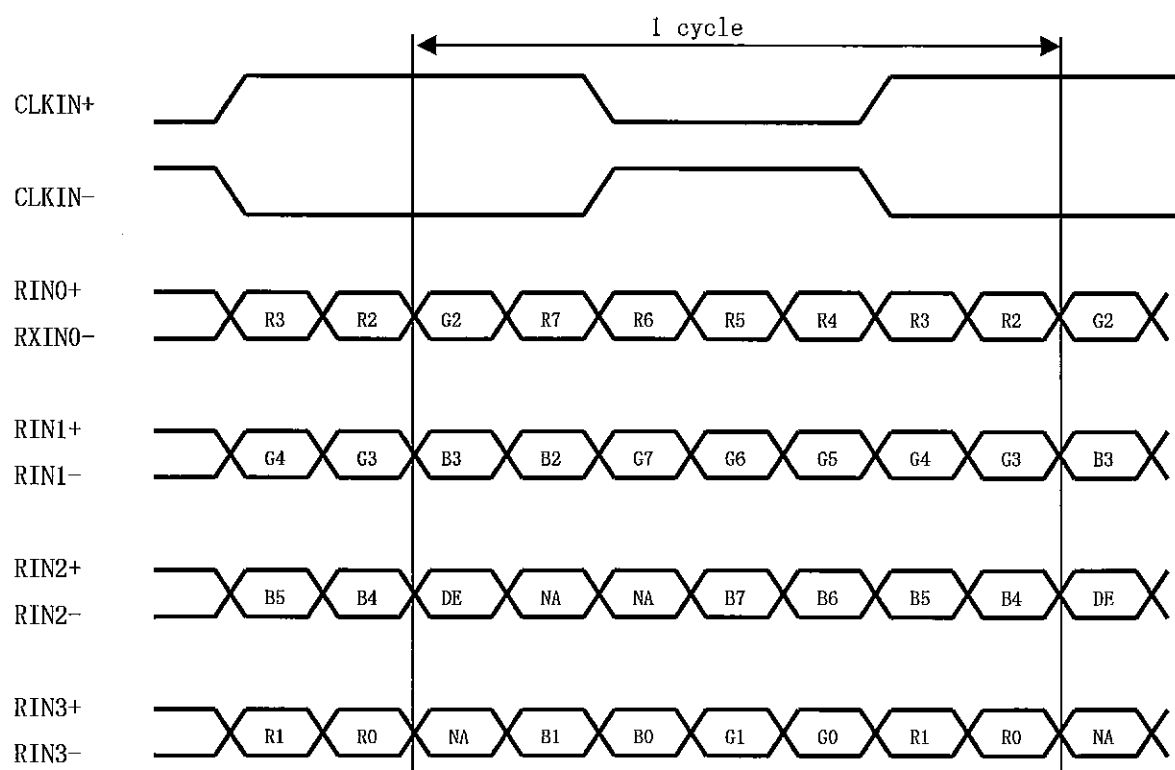 1 cycle
CLKIN+
CLKIN-
RIN0+
R3 R2 G2 R7 R6 R5 R4 R3 R2 G2
RXIN0-
RIN1+
G4 G3 B3 B2 G7 G6 G5 G4 G3 B3
RIN1-
RIN2+
B5 B4 DE NA NA B7 B6 B5 B4 DE
RIN2-
RIN3+
R1 R0 NA B1 B0 G1 G0 R1 R0 NA
RIN3-